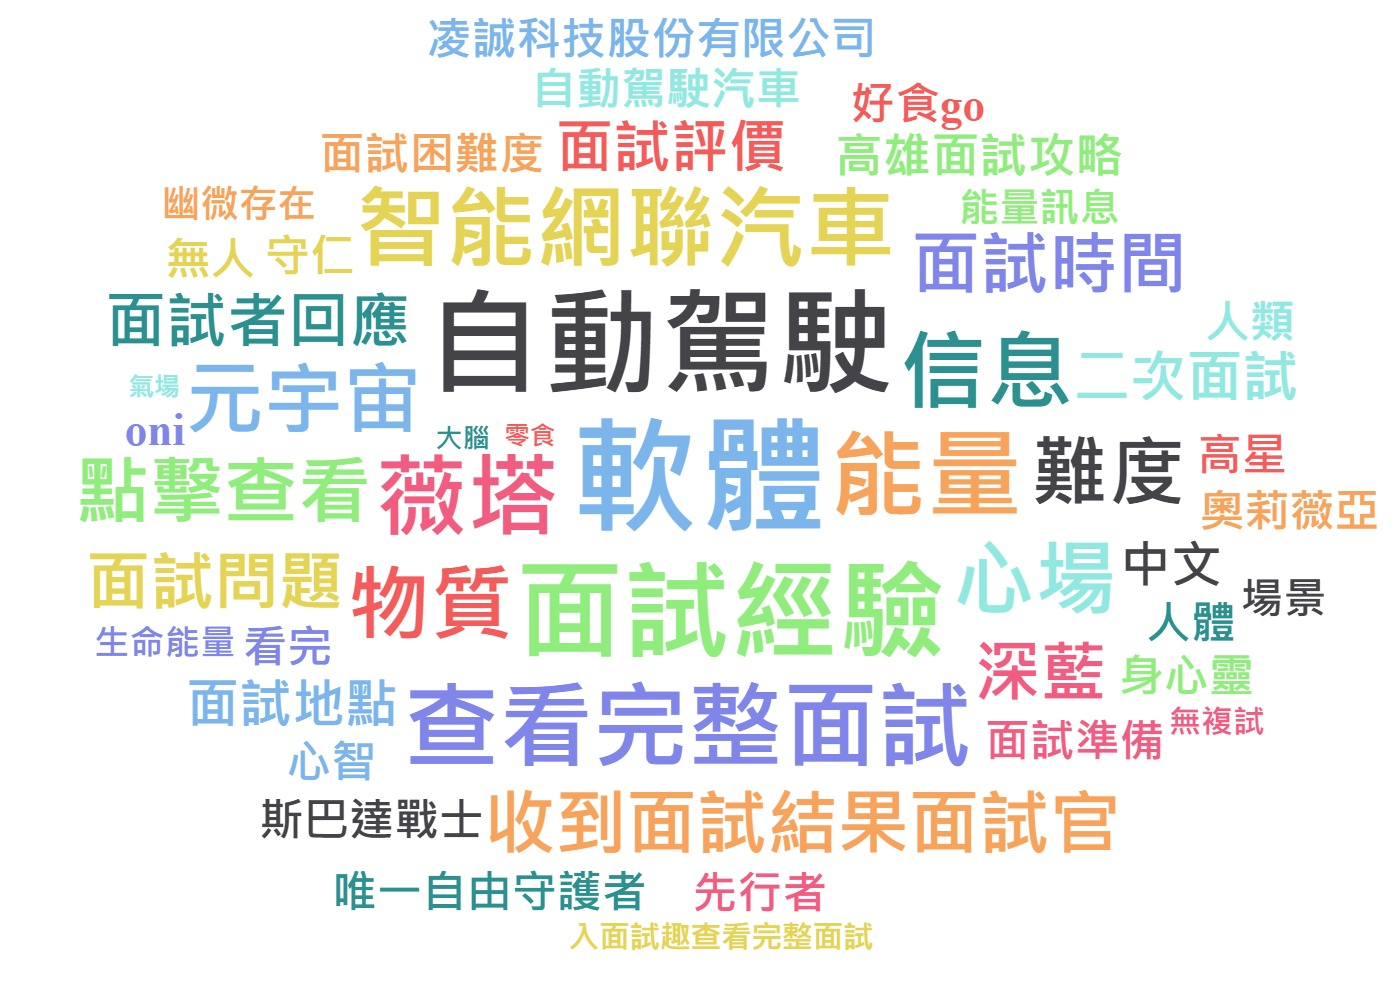 凌誠科技股份有限公司
自動駕駛汽車
好食go
面試困難度
面試評價
高雄面試攻略
幽微存在
智能網聯汽車
能量訊息
無人
守仁
面試時間
面試者回應
自動駕駛
人類
信息
二次面試
氣場
元宇宙
oni
大腦
零食
軟體
能量
難度
高星
點擊查看
薇塔
奧莉薇亞
面試問題
物質
面試經驗
心場
中文
場景
人體
生命能量
看完
深藍
身心靈
面試地點
查看完整面試
面試準備
無複試
心智
斯巴達戰士
收到面試結果面試官
唯一自由守護者
先行者
入面試趣查看完整面試